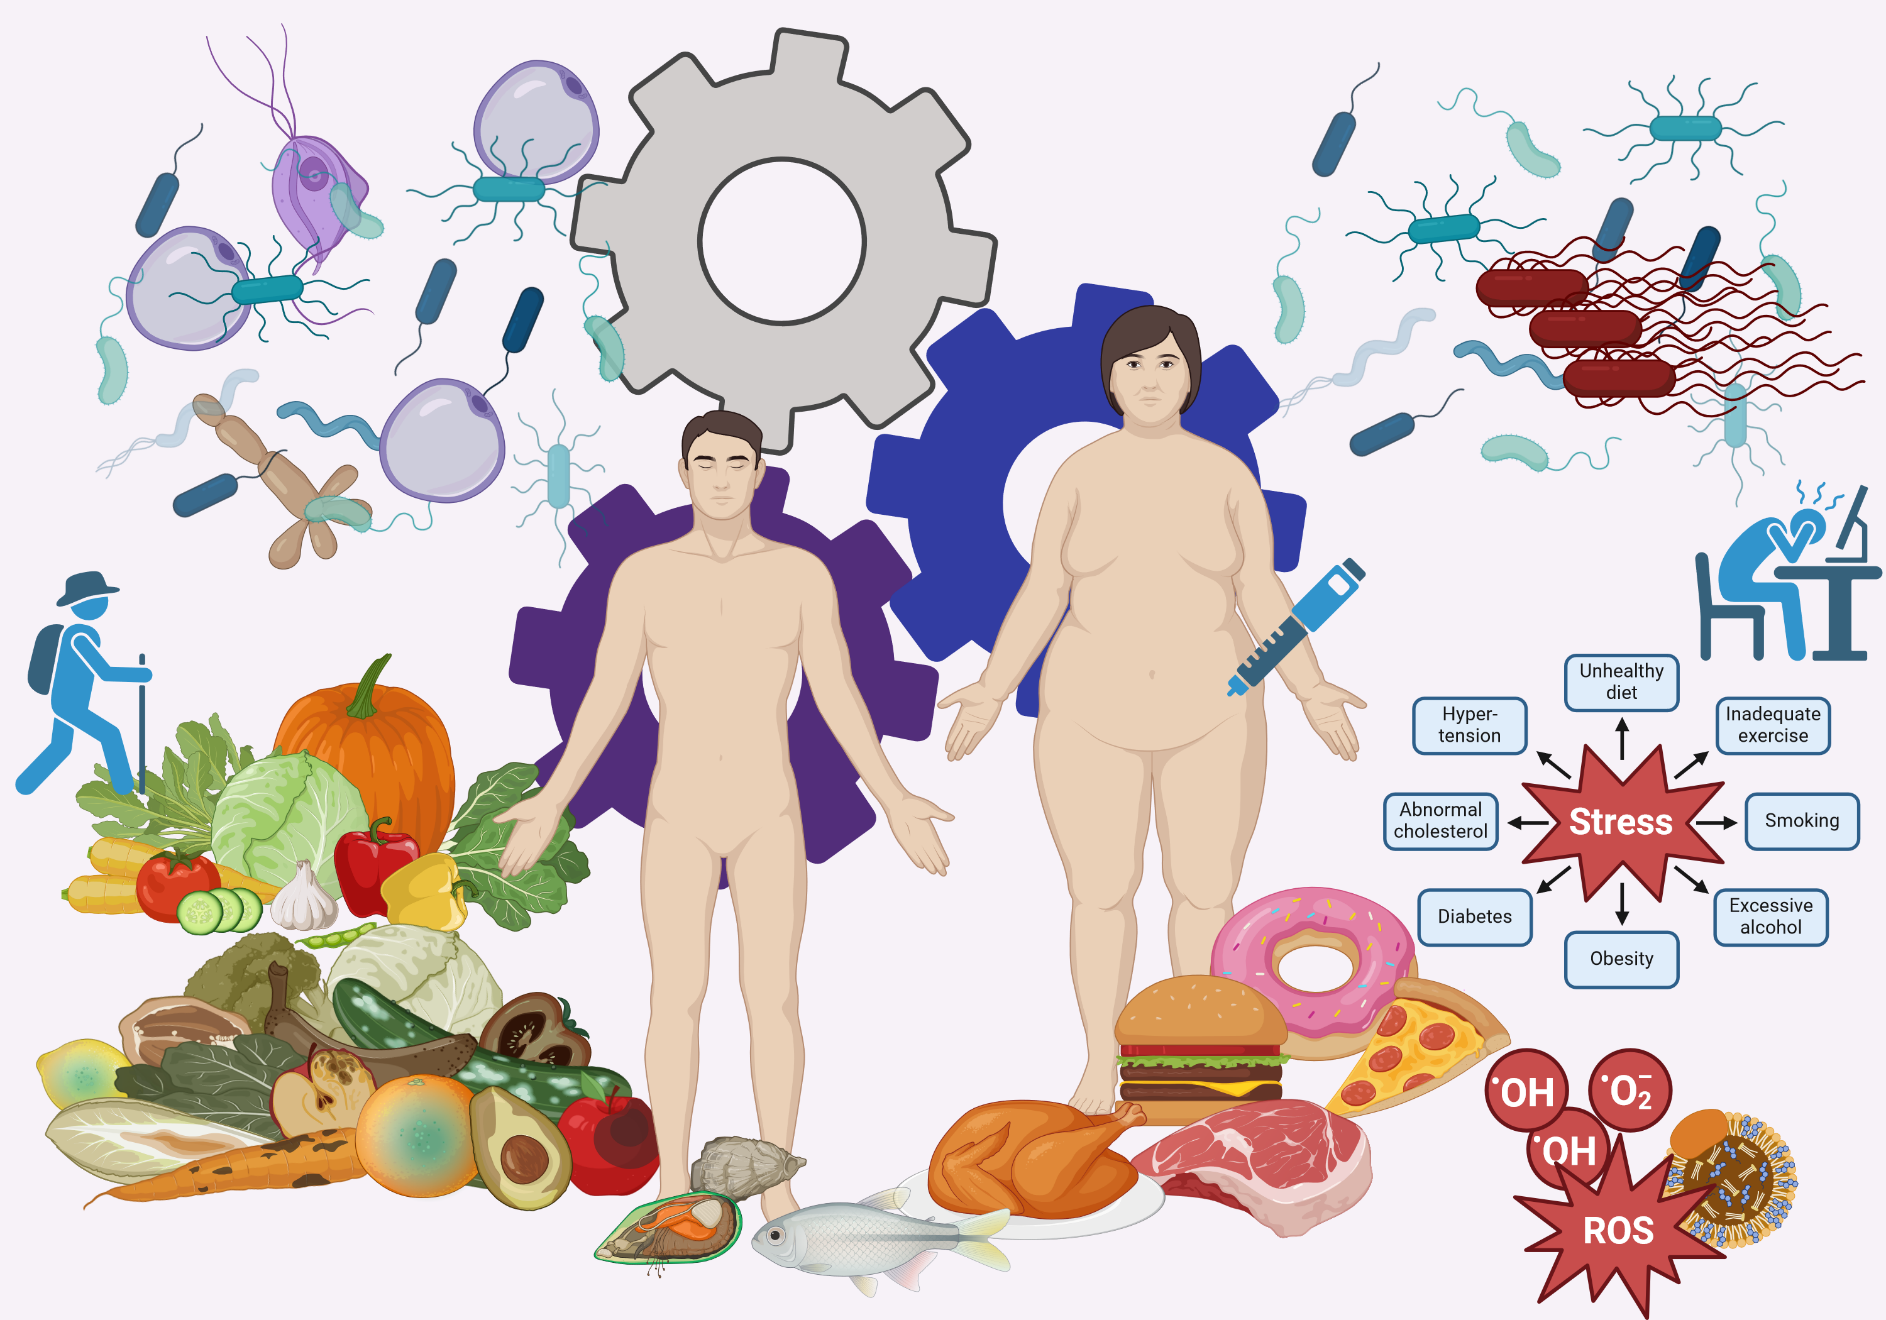 Unhealthy
diet
Hyper-
tension
Inadequate
exercise
Abnormal
cholesterol
Stress
Smoking
Diabetes
Excessive
alcohol
Obesity
•OH
•O₂⁻
•OH
ROS